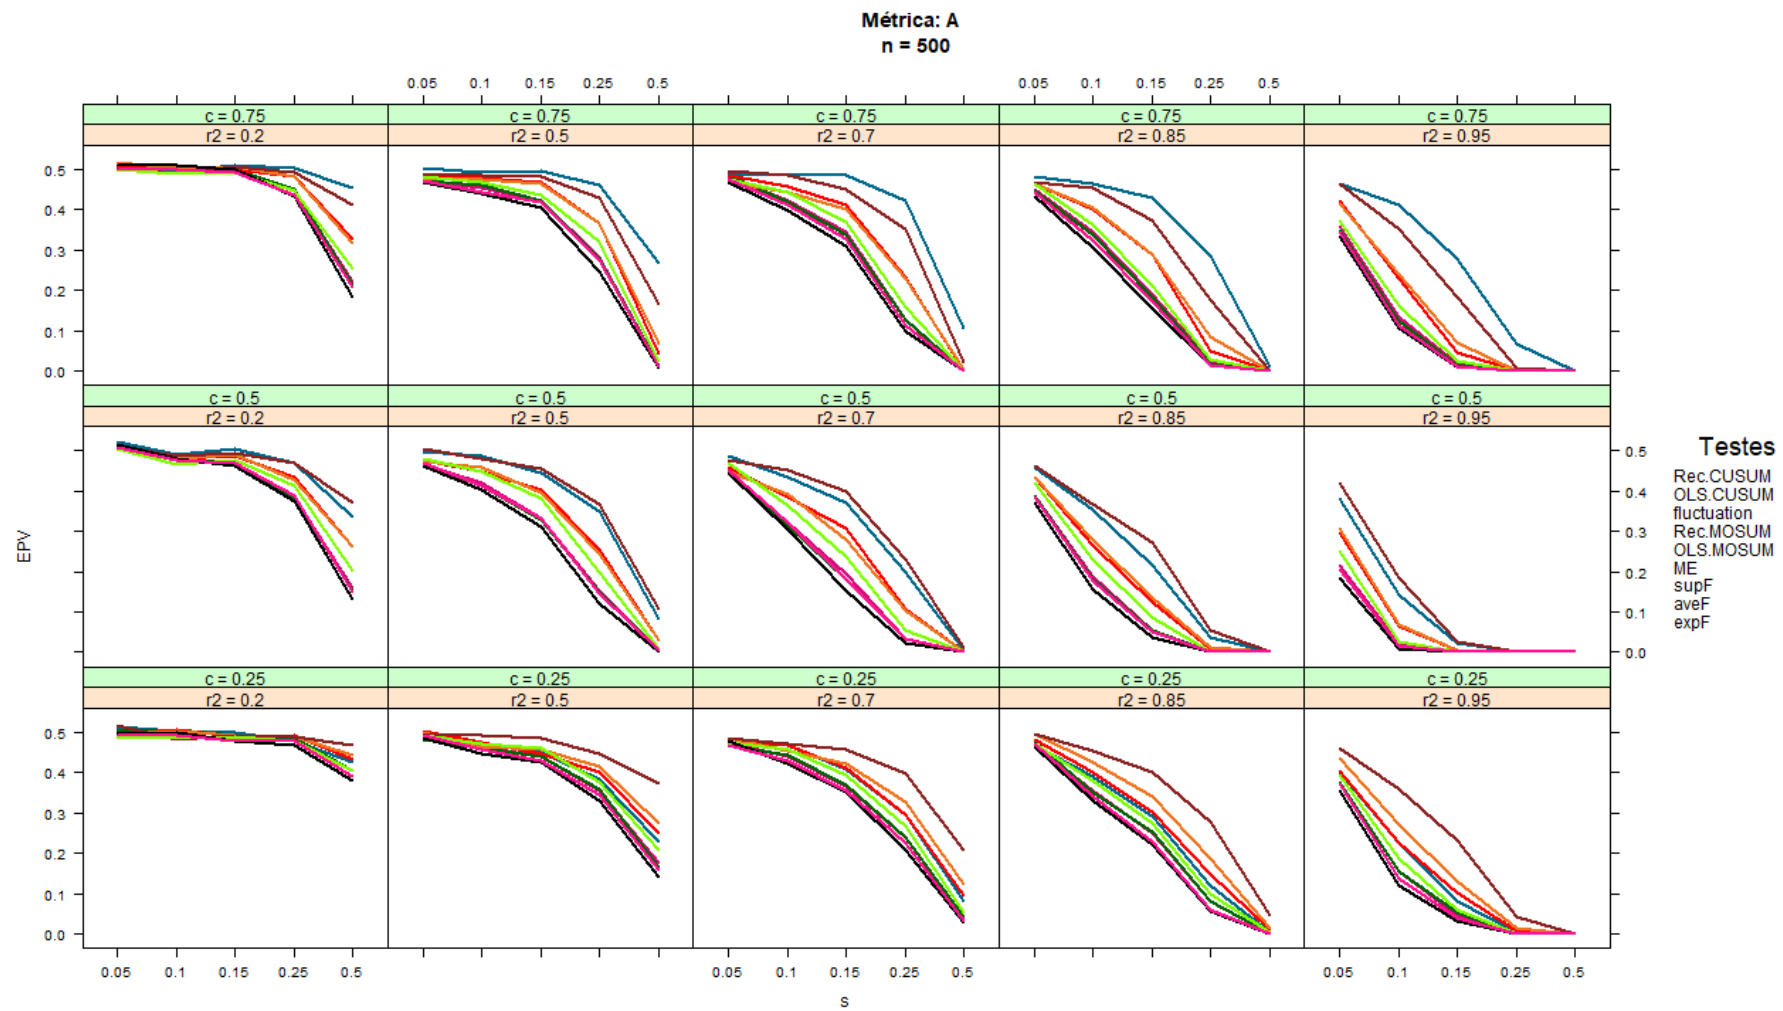 Métrica: A
n = 500
0.05 0.1 0.15 0.25 0.5
0.05 0.1 0.15 0.25 0.5
c = 0.75
c = 0.75
c = 0.75
c = 0.75
c = 0.75
r2 = 0.2
r2 = 0.5
r2 = 0.7
r2 = 0.85
r2 = 0.95
0.5
0.4
0.3
0.2
0.1
0.0
c = 0.5
c = 0.5
c = 0.5
c = 0.5
c = 0.5
r2 = 0.2
r2 = 0.5
r2 = 0.7
r2 = 0.85
r2 = 0.95
0.5
0.4
0.3
0.2
0.1
0.0
EPV
c = 0.25
c = 0.25
c = 0.25
c = 0.25
c = 0.25
r2 = 0.2
r2 = 0.5
r2 = 0.7
r2 = 0.85
r2 = 0.95
0.5
0.4
0.3
0.2
0.1
0.0
0.05 0.1 0.15 0.25 0.5
0.05 0.1 0.15 0.25 0.5
0.05 0.1 0.15 0.25 0.5
s
Testes
Rec.CUSUM
OLS.CUSUM
fluctuation
Rec.MOSUM
OLS.MOSUM
ME
supF
aveF
expF